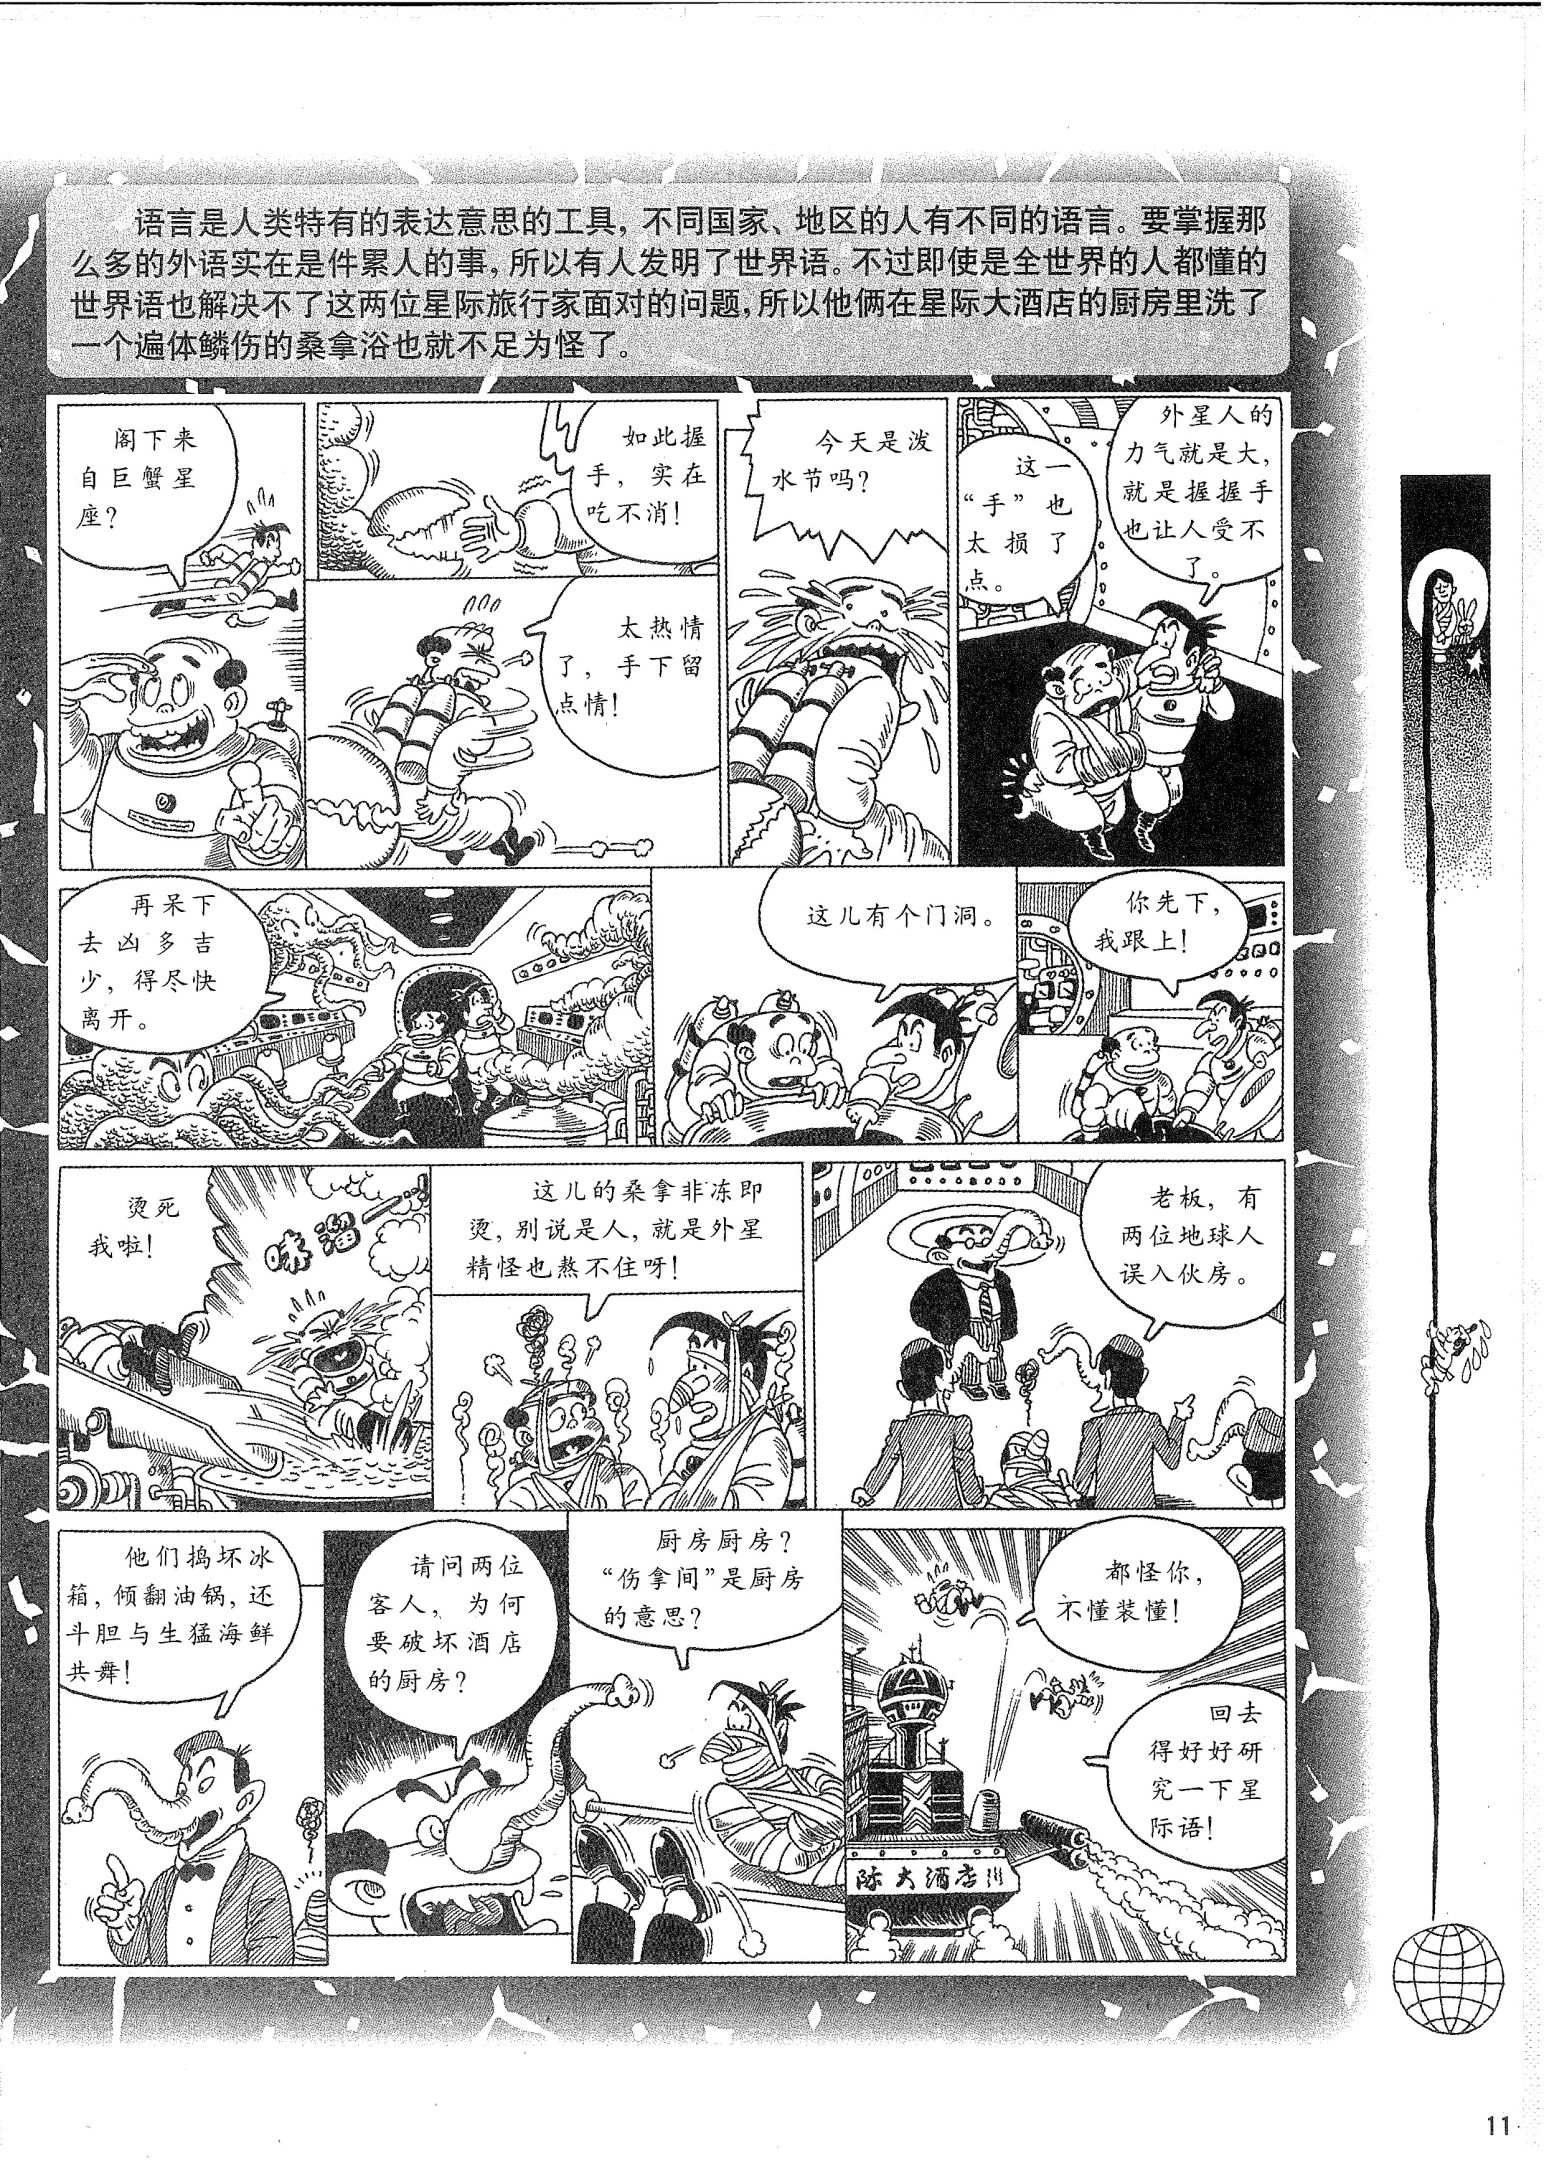 语言是人类特有的表达意思的工具，不同国家、地区的人有不同的语言。要掌握那
么多的外语实在是件累人的事，所以有人发明了世界语。不过即使是全世界的人都懂的
世界语也解决不了这两位星际旅行家面对的问题，所以他俩在星际大酒店的厨房里洗了
一个遍体鳞伤的桑拿浴也就不足为怪了。
阁下来
自巨蟹星
座？
如此握
手，实在
吃不消！
太热情
了，手下留
点情！
今天是泼
水节吗？
这一
“手”也
太损了
点。
外星人的
力气就是大，
就是握握手
也让人受不
了。
再呆下
去凶多吉
少，得尽快
离开。
这儿有个门洞。
你先下，
我跟上！
烫死
我啦！
哧溜一
这儿的桑拿非冻即
烫，别说是人，就是外星
精怪也熬不住呀！
老板，有
两位地球人
误入伙房。
他们捣坏冰
箱，倾翻油锅，还
斗胆与生猛海鲜
共舞！
请问两位
客人，为何
要破坏酒店
的厨房？
厨房厨房？
“伤拿间”是厨房
的意思？
都怪你，
不懂装懂！
回去
得好好研
究一下星
际语！
际大酒店
11